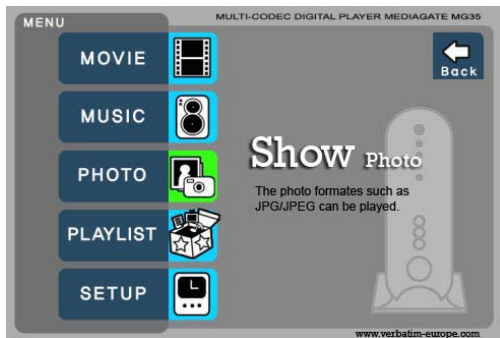 MENU
MULTI-CODEC DIGITAL PLAYER MEDIAGATE MG35
MOVIE
Back
MUSIC
PHOTO
Show Photo
The photo formates such as
JPG/JPEG can be played.
PLAYLIST
SETUP
www.verbatim-europe.com